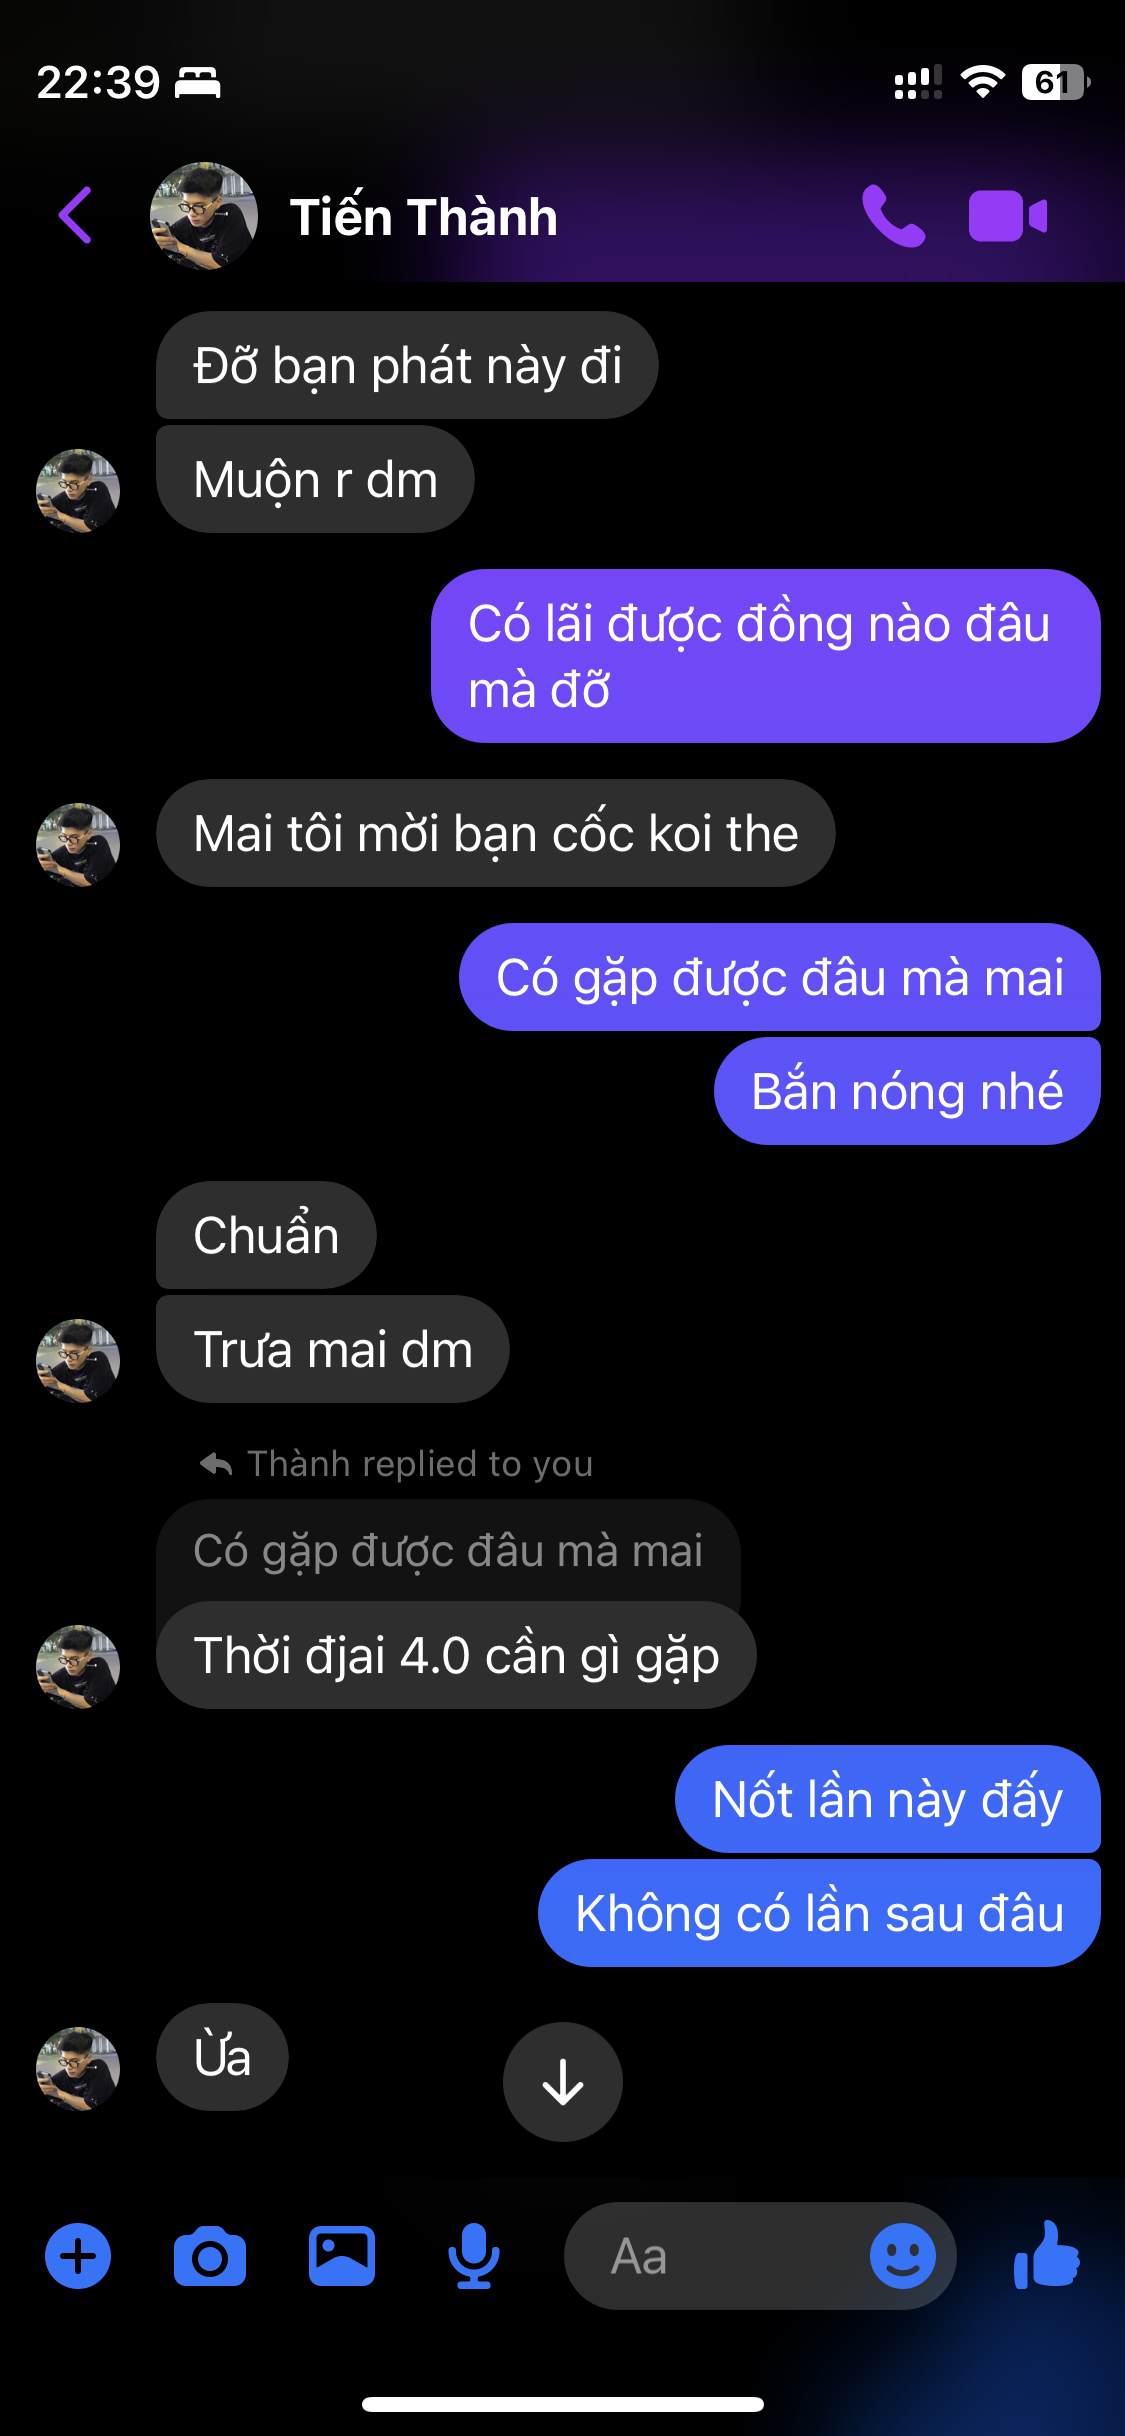 22:39
61
Tiến Thành
Đỡ bạn phát này đi
Muộn r dm
Có lãi được đồng nào đâu
mà đỡ
Mai tôi mời bạn cốc koi the
Có gặp được đâu mà mai
Bắn nóng nhé
Chuẩn
Trưa mai dm
Thành replied to you
Có gặp được đâu mà mai
Thời djai 4.0 cần gì gặp
Nốt lần này đấy
Không có lần sau đâu
Ừa
Aa